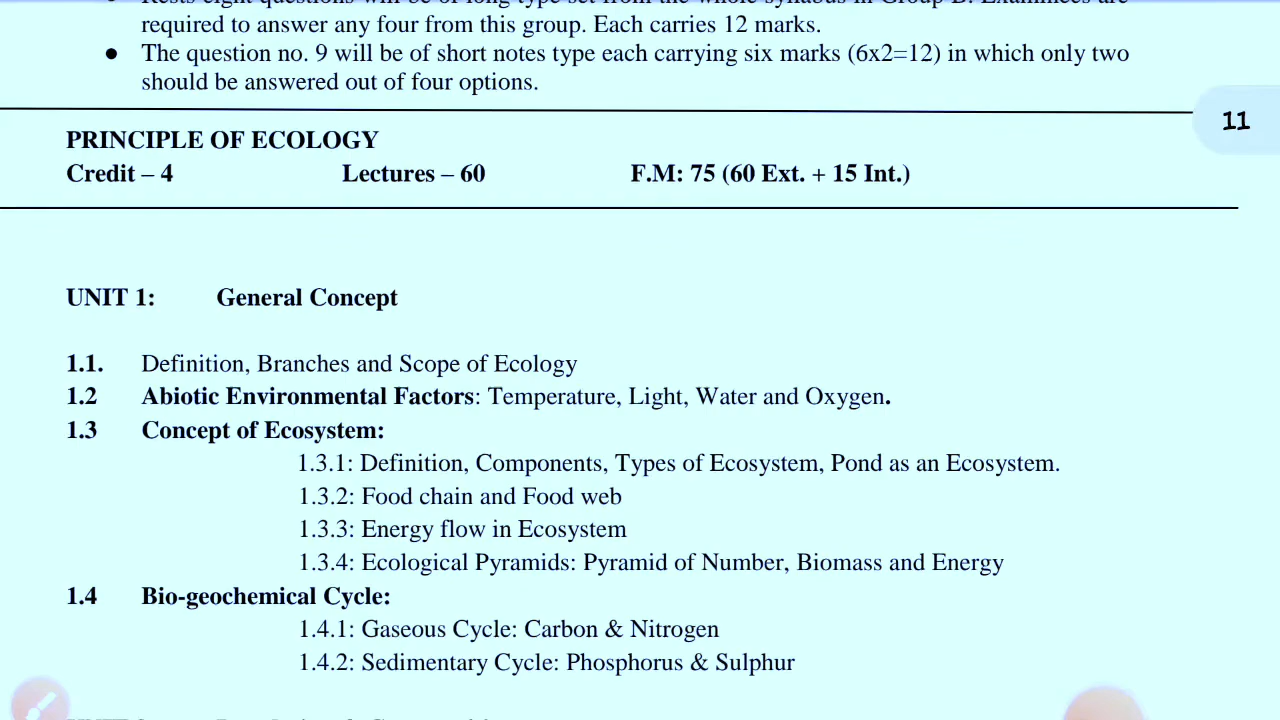 required to answer any four from this group. Each carries 12 marks.
● The question no. 9 will be of short notes type each carrying six marks (6x2=12) in which only two
should be answered out of four options.
11
PRINCIPLE OF ECOLOGY
Credit – 4 Lectures – 60 F.M: 75 (60 Ext. + 15 Int.)
UNIT 1: General Concept
1.1. Definition, Branches and Scope of Ecology
1.2 Abiotic Environmental Factors: Temperature, Light, Water and Oxygen.
1.3 Concept of Ecosystem:
1.3.1: Definition, Components, Types of Ecosystem, Pond as an Ecosystem.
1.3.2: Food chain and Food web
1.3.3: Energy flow in Ecosystem
1.3.4: Ecological Pyramids: Pyramid of Number, Biomass and Energy
1.4 Bio-geochemical Cycle:
1.4.1: Gaseous Cycle: Carbon & Nitrogen
1.4.2: Sedimentary Cycle: Phosphorus & Sulphur